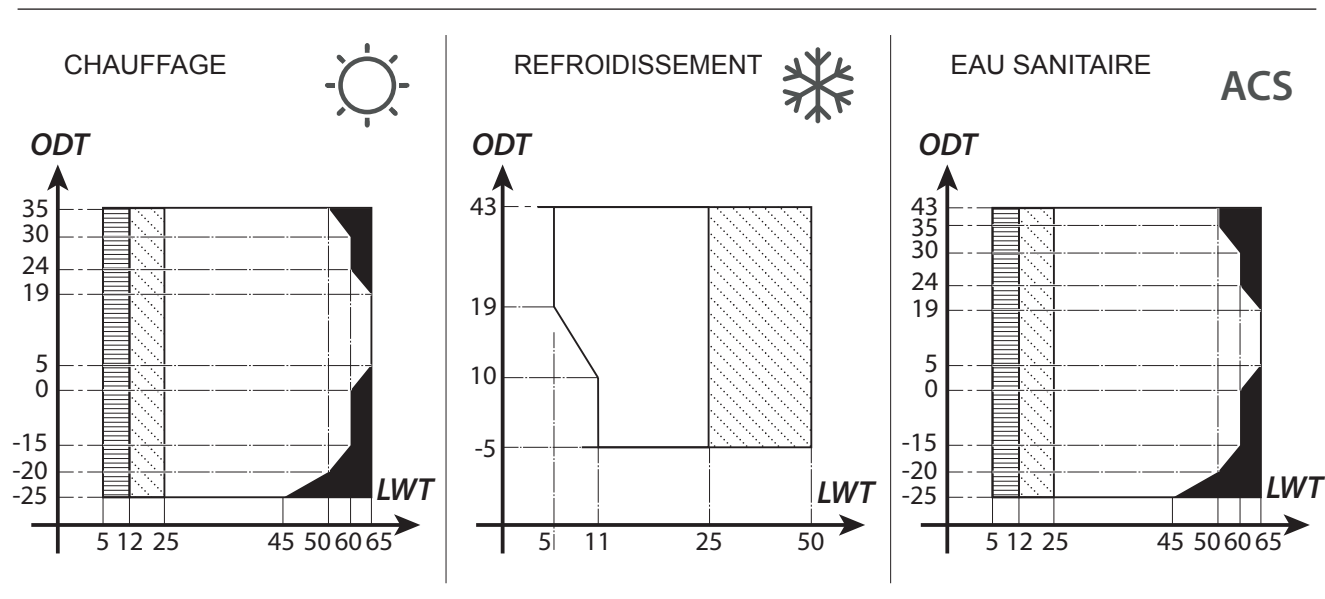 CHAUFFAGE
ODT
35
30
24
19
5
0
-15
-20
-25
LWT
5 12 25 45 50 60 65
REFROIDISSEMENT
ODT
43
19
10
-5
LWT
5 11 25 50
EAU SANITAIRE
ACS
ODT
43
35
30
24
19
5
0
-15
-20
-25
LWT
5 12 25 45 50 60 65